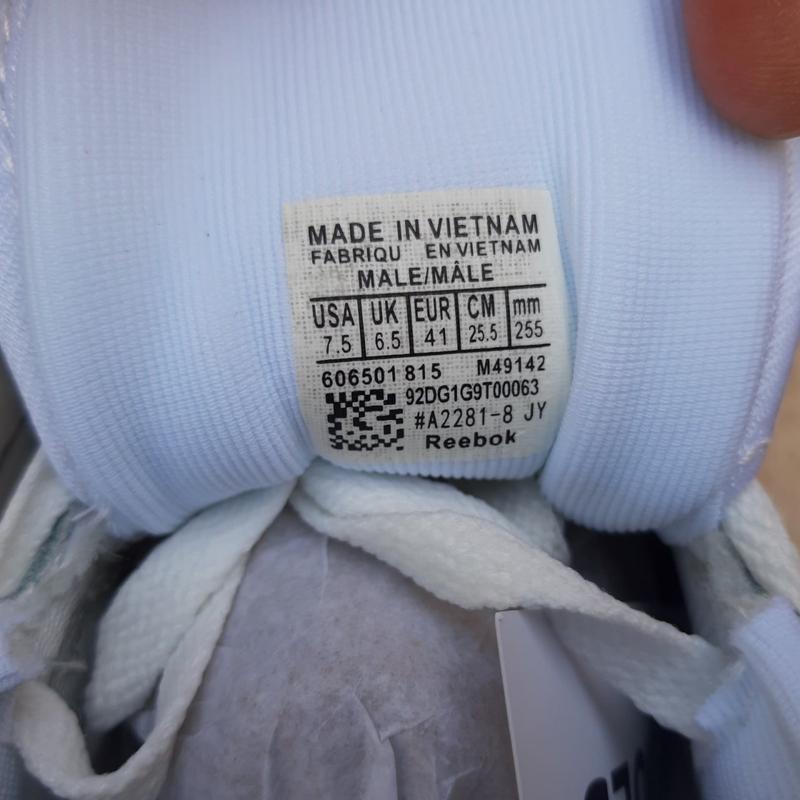 MADE IN VIETNAM
FABRIQU EN VIETNAM
MALE/MÂLE
USA UK EUR CM mm
7.5 6.5 41 25.5 255
606501 815 M49142
92DG1G9T00063
#A2281-8 JY
Reebok